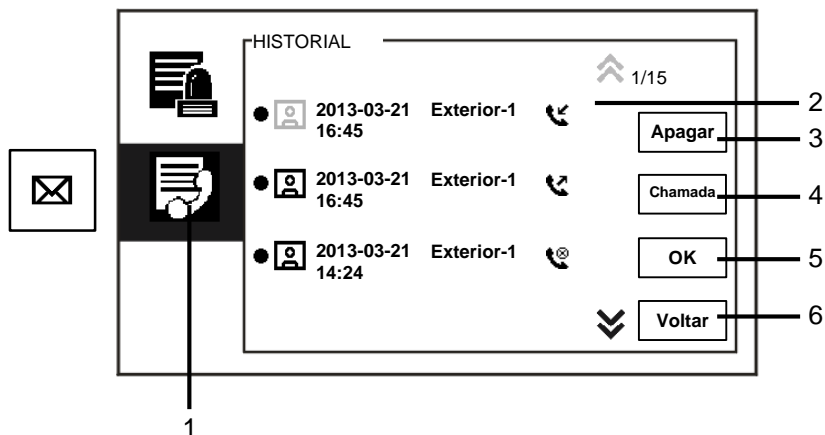 HISTORIAL
1/15
2013-03-21 Exterior-1
16:45
2013-03-21 Exterior-1
16:45
2013-03-21 Exterior-1
14:24
Apagar
Chamada
OK
Voltar
1
2
3
4
5
6